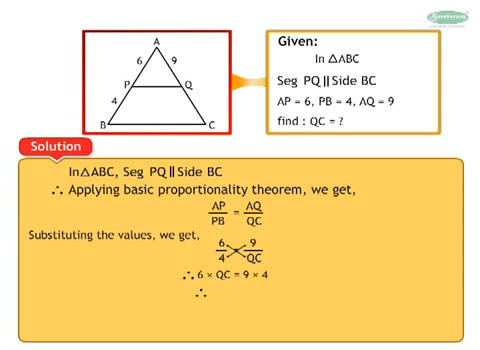 Sundaram
Given:
In △ABC
Seg PQ || Side BC
AP = 6, PB = 4, AQ = 9
find : QC = ?
A
6 9
P Q
4
B C
Solution
In△ABC, Seg PQ || Side BC
∴ Applying basic proportionality theorem, we get,
AP/PB = AQ/QC
Substituting the values, we get,
6/4 = 9/QC
∴ 6 × QC = 9 × 4
∴